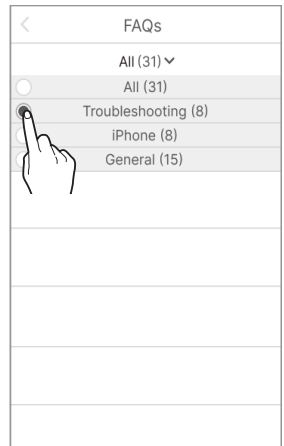 FAQs
All (31)
All (31)
Troubleshooting (8)
iPhone (8)
General (15)